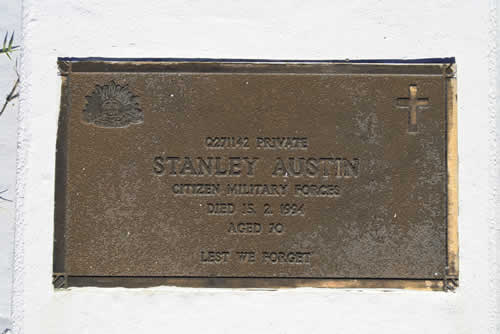 Q271142 PRIVATE
STANLEY AUSTIN
CITIZEN MILITARY FORCES
DIED 15. 2. 1994
AGED 70
LEST WE FORGET